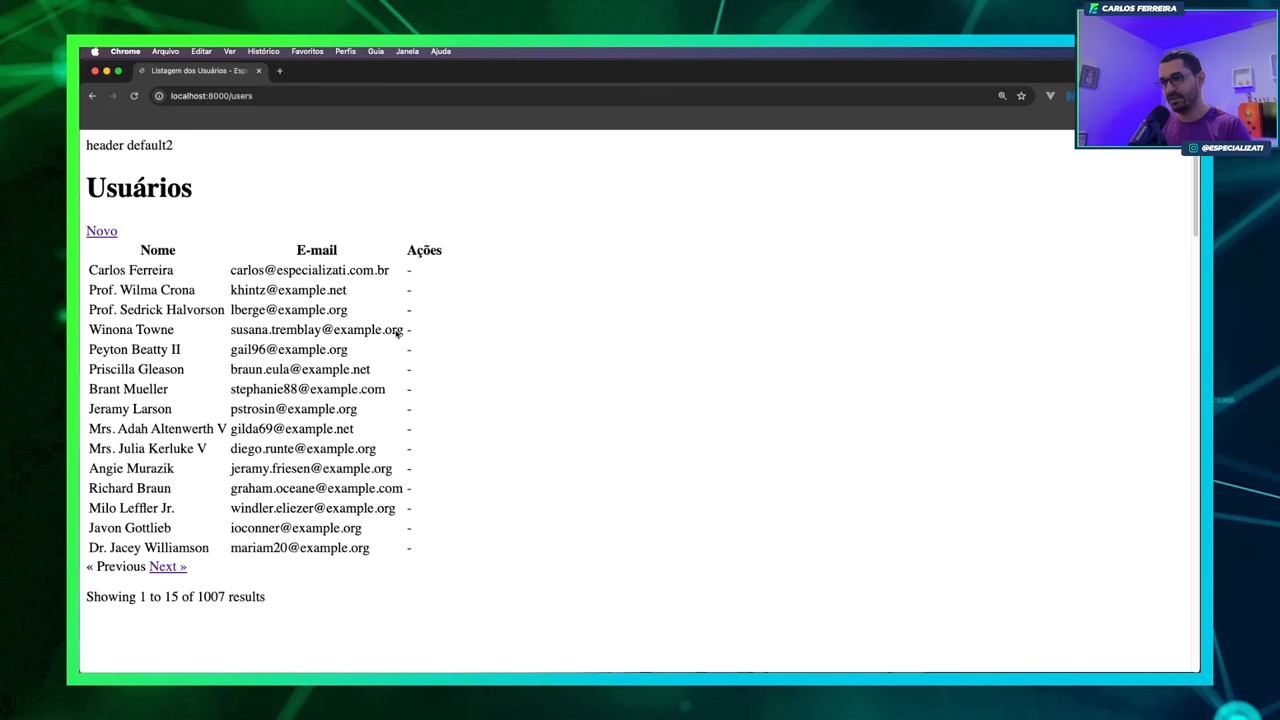 CARLOS FERREIRA
Chrome Arquivo Editar Ver Histórico Favoritos Perfis Guia Janela Ajuda
Listagem dos Usuários - Esp
localhost:8000/users
@ESPECIALIZATI
header default2
Usuários
Novo
Nome E-mail Ações
Carlos Ferreira carlos@especializati.com.br -
Prof. Wilma Crona khintz@example.net -
Prof. Sedrick Halvorson lberge@example.org -
Winona Towne susana.tremblay@example.org -
Peyton Beatty II gail96@example.org -
Priscilla Gleason braun.eula@example.net -
Brant Mueller stephanie88@example.com -
Jeramy Larson pstrosin@example.org -
Mrs. Adah Altenwerth V gilda69@example.net -
Mrs. Julia Kerluke V diego.runte@example.org -
Angie Murazik jeramy.friesen@example.org -
Richard Braun graham.oceane@example.com -
Milo Leffler Jr. windler.eliezer@example.org -
Javon Gottlieb ioconner@example.org -
Dr. Jacey Williamson mariam20@example.org -
« Previous Next »
Showing 1 to 15 of 1007 results